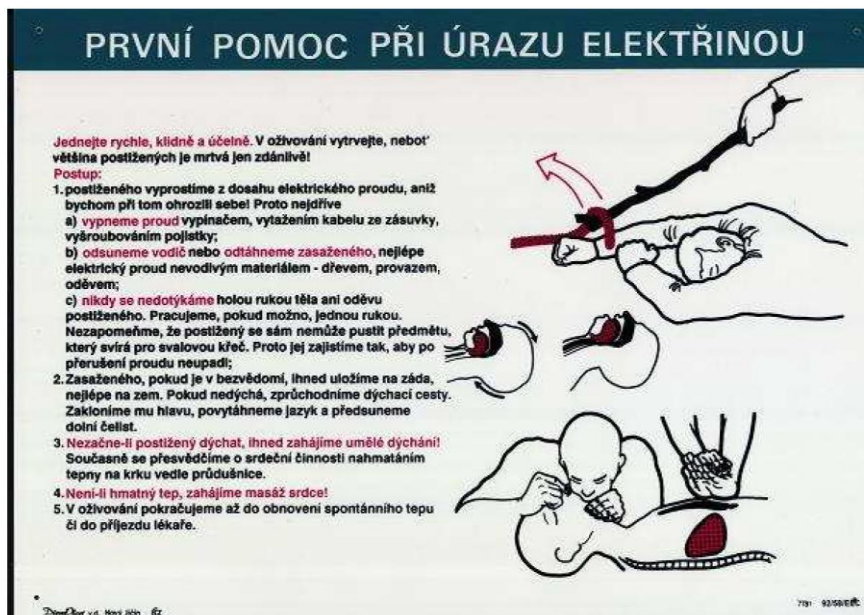 PRVNÍ POMOC PŘI ÚRAZU ELEKTŘINOU
Jednejte rychle, klidně a účelně. V oživování vytrvejte, neboť
většina postižených je mrtvá jen zdánlivě!
Postup:
1. postiženého vyprostíme z dosahu elektrického proudu, aniž
bychom při tom ohrozili sebe! Proto nejdříve
a) vypneme proud vypínačem, vytažením kabelu ze zásuvky,
vyšroubováním pojistky;
b) odsuneme vodič nebo odtáhneme zasaženého, nejlépe
elektrický proud nevodivým materiálem - dřevem, provazem,
oděvem;
c) nikdy se nedotýkáme holou rukou těla ani oděvu
postiženého. Pracujeme, pokud možno, jednou rukou.
Nezapomeňme, že postižený se sám nemůže pustit předmětu,
který svírá pro svalovou křeč. Proto jej zajistíme tak, aby po
přerušení proudu neupadl;
2. Zasaženého, pokud je v bezvědomí, ihned uložíme na záda,
nejlépe na zem. Pokud nedýchá, zprůchodníme dýchací cesty.
Zakloníme mu hlavu, povytáhneme jazyk a předsuneme
dolní čelist.
3. Nezačne-li postižený dýchat, ihned zahájíme umělé dýchání!
Současně se přesvědčíme o srdeční činnosti nahmatáním
tepny na krku vedle průdušnice.
4. Není-li hmatný tep, zahájíme masáž srdce!
5. V oživování pokračujeme až do obnovení spontánního tepu
či do příjezdu lékaře.